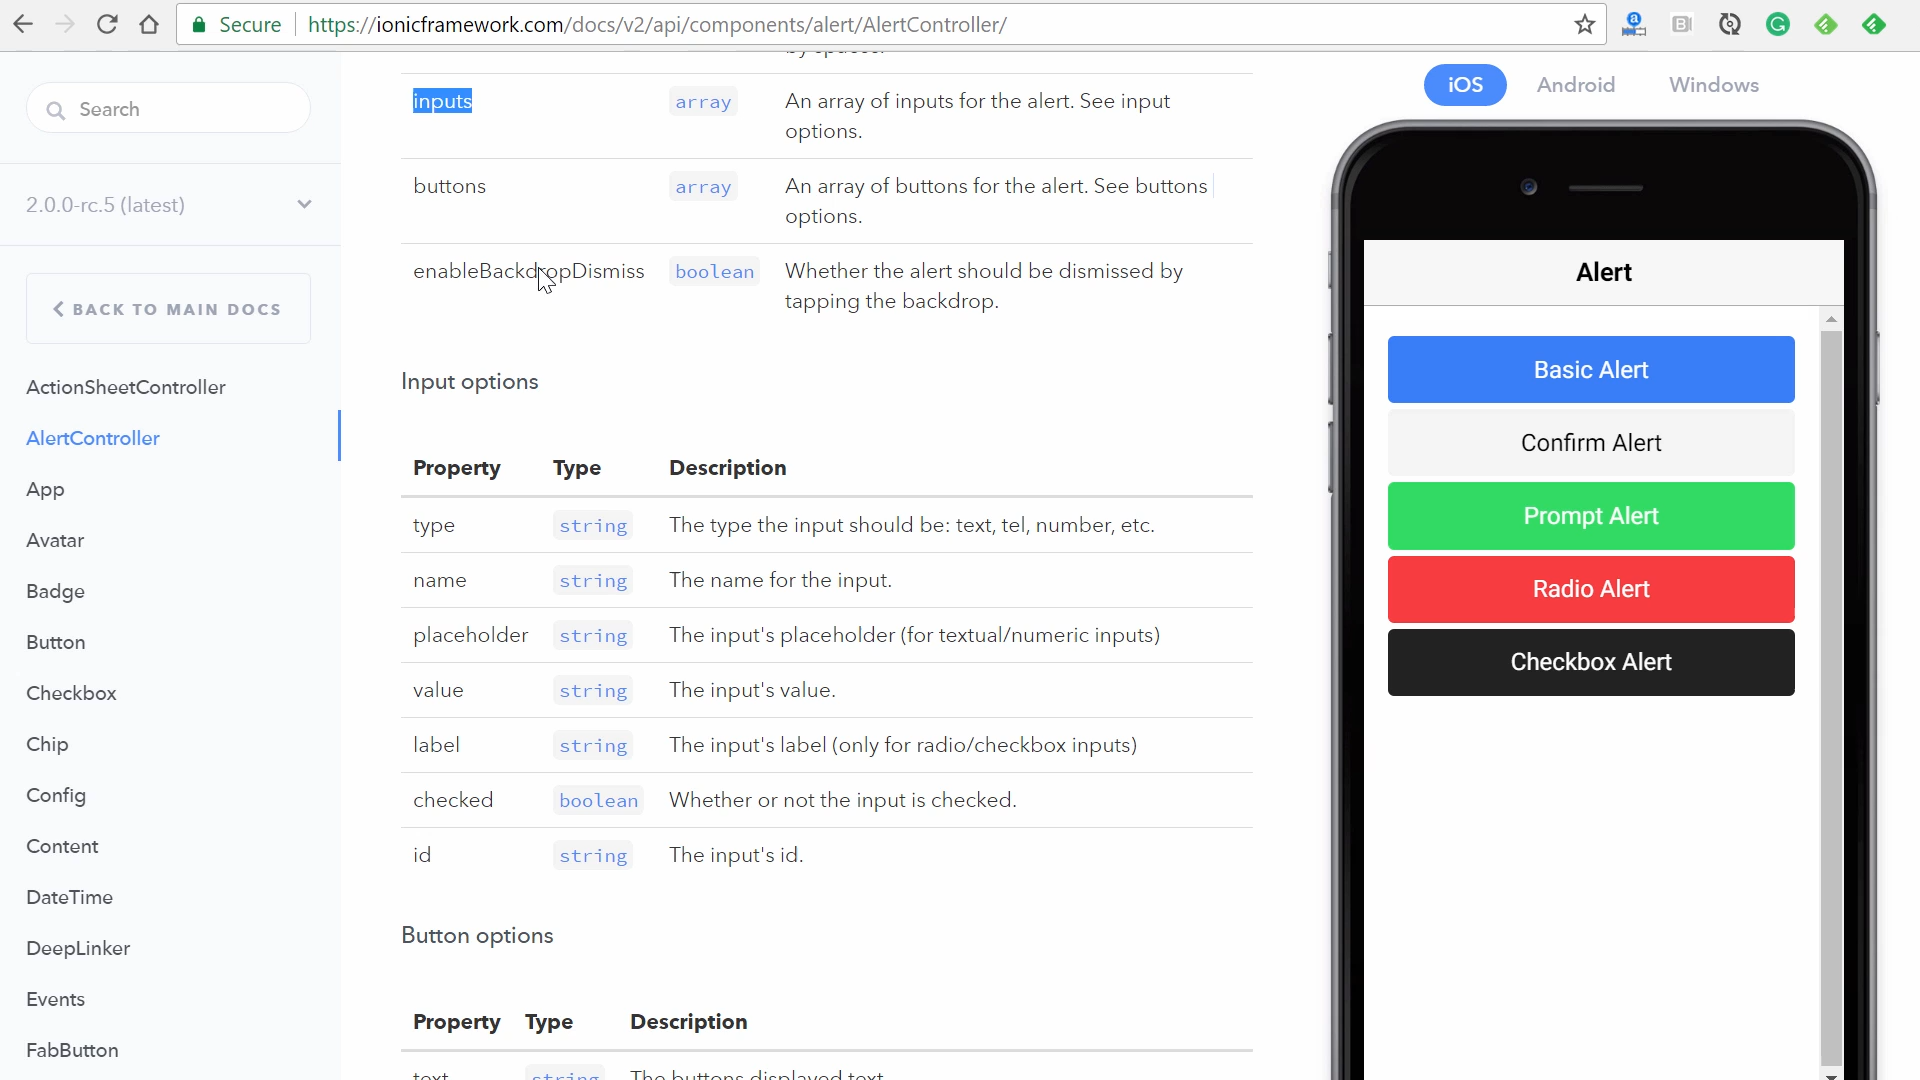 Secure https://ionicframework.com/docs/v2/api/components/alert/AlertController/
Search
2.0.0-rc.5 (latest)
BACK TO MAIN DOCS
ActionSheetController
AlertController
App
Avatar
Badge
Button
Checkbox
Chip
Config
Content
DateTime
DeepLinker
Events
FabButton
by spaces.
inputs array An array of inputs for the alert. See input
options.
buttons array An array of buttons for the alert. See buttons
options.
enableBackdropDismiss boolean Whether the alert should be dismissed by
tapping the backdrop.
Input options
Property Type Description
type string The type the input should be: text, tel, number, etc.
name string The name for the input.
placeholder string The input's placeholder (for textual/numeric inputs)
value string The input's value.
label string The input's label (only for radio/checkbox inputs)
checked boolean Whether or not the input is checked.
id string The input's id.
Button options
Property Type Description
text string The buttons displayed text.
iOS Android Windows
Alert
Basic Alert
Confirm Alert
Prompt Alert
Radio Alert
Checkbox Alert